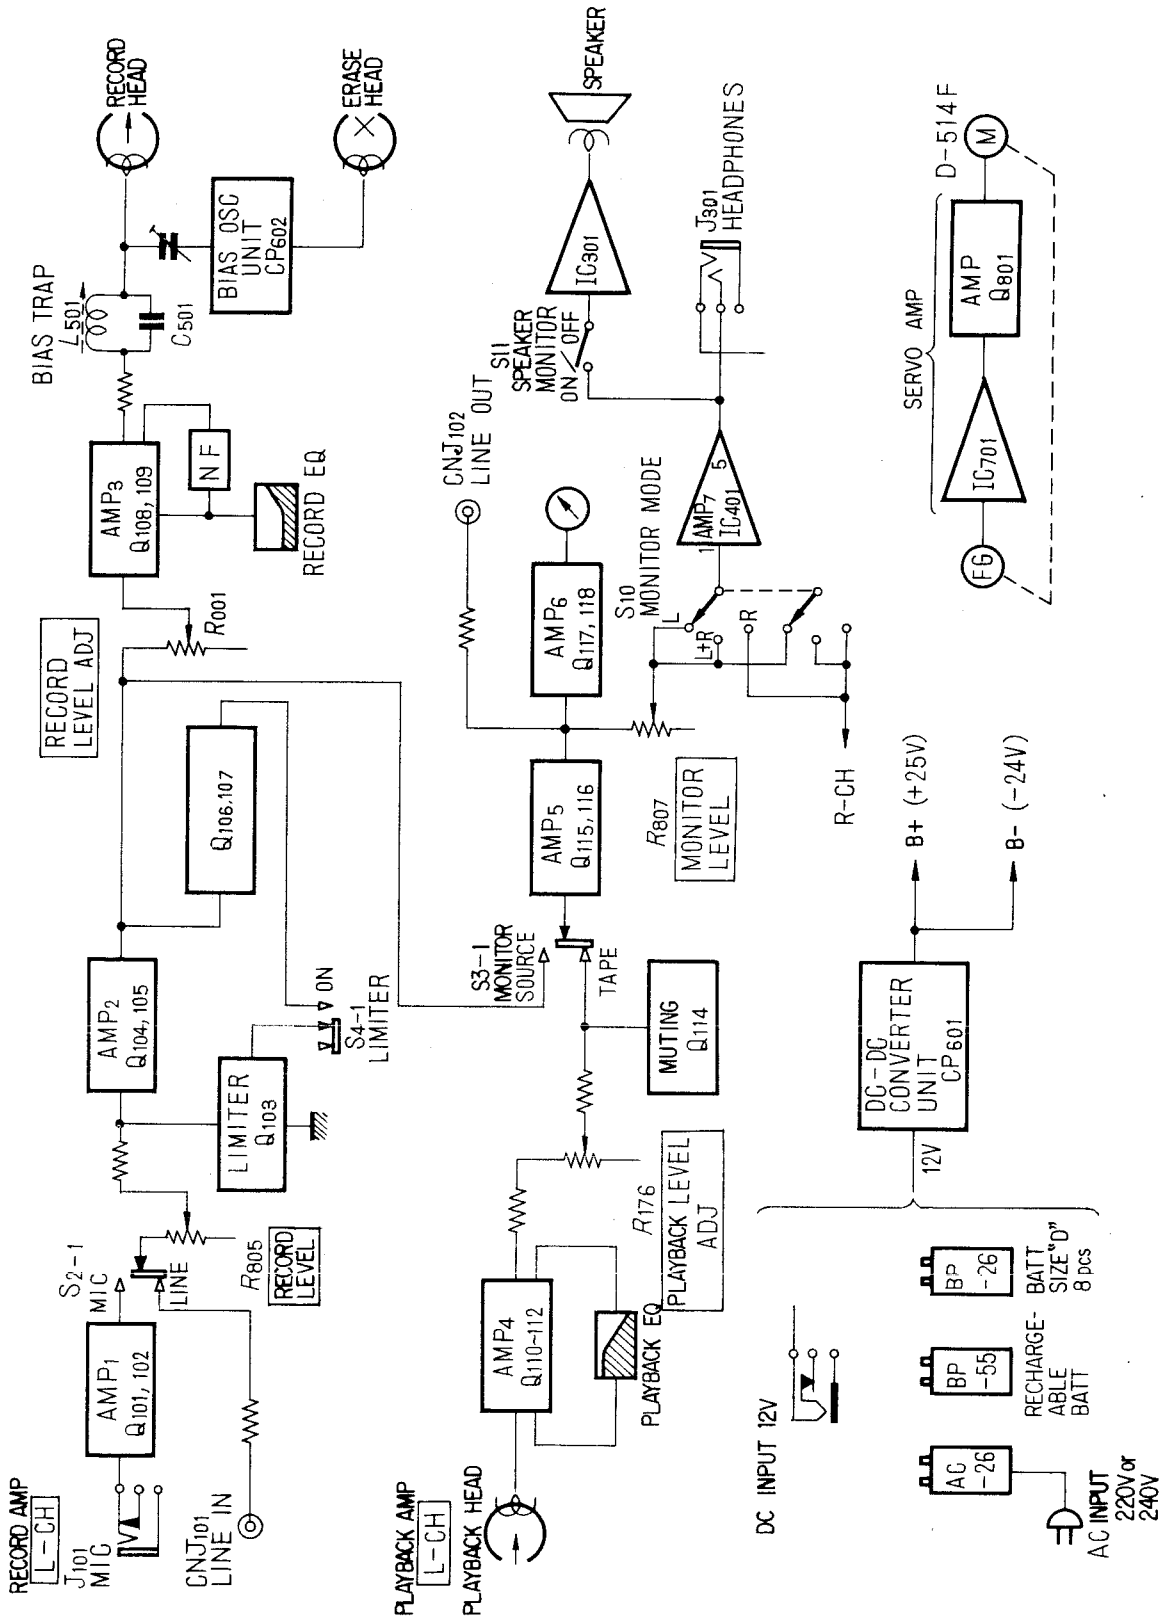 RECORD AMP
L-CH
J101
MIC
AMP1
Q101, 102
CNJ101
LINE IN
S2-1
MIC
LINE
R805
RECORD
LEVEL
AMP2
Q104, 105
LIMITER
Q103
ON
S4-1
LIMITER
Q106,107
RECORD
LEVEL ADJ
R001
AMP3
Q108, 109
NF
RECORD EQ
BIAS TRAP
L501
C501
BIAS OSC
UNIT
CP602
RECORD
HEAD
ERASE
HEAD
PLAYBACK AMP
L-CH
PLAYBACK HEAD
AMP4
Q110~112
PLAYBACK EQ
R176
PLAYBACK LEVEL
ADJ
MUTING
Q114
S3-1
MONITOR
SOURCE
TAPE
AMP5
Q115, 116
AMP6
Q117, 118
CNJ102
LINE OUT
R807
MONITOR
LEVEL
S10
MONITOR MODE
L
L+R
R
R-CH
1 AMP7 5
IC401
S11
SPEAKER
MONITOR
ON / OFF
IC301
SPEAKER
J301
HEADPHONES
DC INPUT 12V
AC
-26
AC INPUT
220V or
240V
BP
-55
RECHARGE-
ABLE
BATT
BP
-26
BATT
SIZE "D"
8 pcs
12V
DC-DC
CONVERTER
UNIT
CP601
B+ (+25V)
B- (-24V)
SERVO AMP
FG
IC701
AMP
Q801
M
D-514F